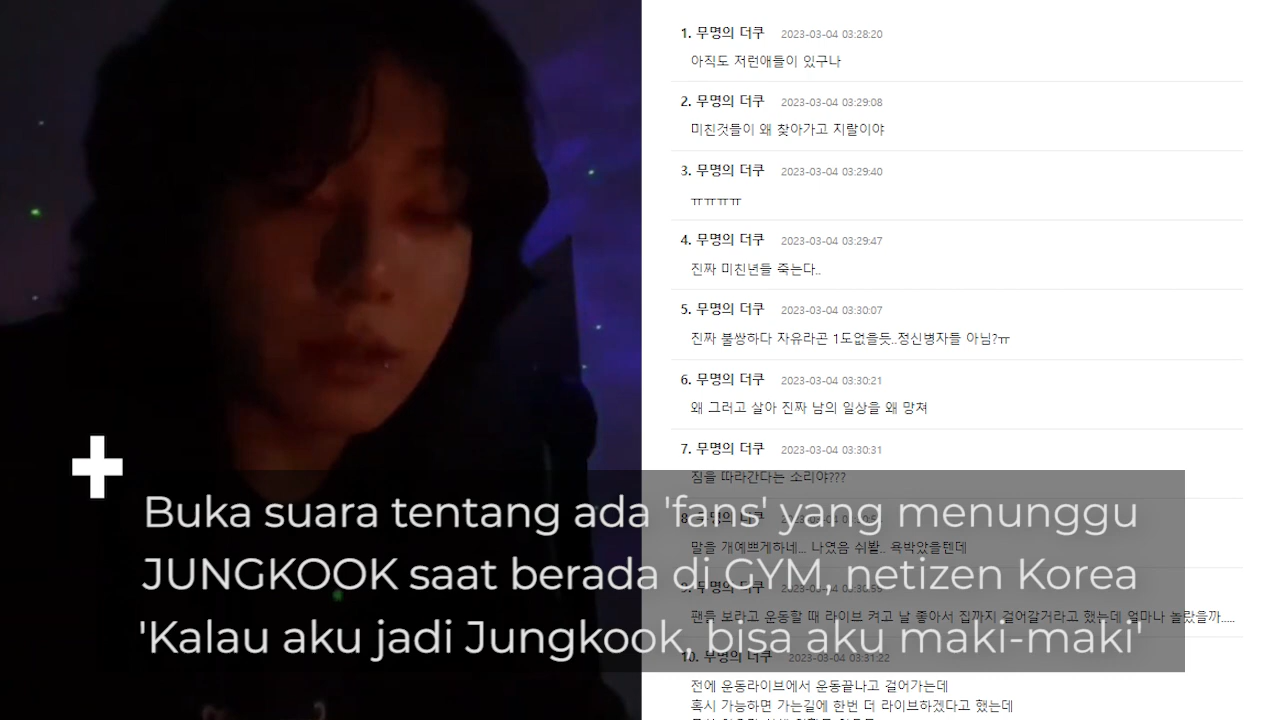 1. 무명의 더쿠 2023-03-04 03:28:20
아직도 저런애들이 있구나
2. 무명의 더쿠 2023-03-04 03:29:08
미친것들이 왜 찾아가고 지랄이야
3. 무명의 더쿠 2023-03-04 03:29:40
ㅠㅠㅠㅠ
4. 무명의 더쿠 2023-03-04 03:29:47
진짜 미친년들 죽는다..
5. 무명의 더쿠 2023-03-04 03:30:07
진짜 불쌍하다 자유라곤 1도없을듯..정신병자들 아님?ㅠ
6. 무명의 더쿠 2023-03-04 03:30:21
왜 그러고 살아 진짜 남의 일상을 왜 망쳐
7. 무명의 더쿠 2023-03-04 03:30:31
짐을 따라간다는 소리야???
8. 무명의 더쿠
말을 개예쁘게하네... 나였음 쉬봘.. 욕박았을텐데
9. 무명의 더쿠
팬들 보라고 운동할 때 라이브 켜고 날 좋아서 집까지 걸어갈거라고 했는데 얼마나 놀랐을까.....
10. 무명의 더쿠 2023-03-04 03:31:22
전에 운동라이브에서 운동끝나고 걸어가는데
혹시 가능하면 가는길에 한번 더 라이브하겠다고 했는데
Buka suara tentang ada 'fans' yang menunggu
JUNGKOOK saat berada di GYM, netizen Korea
'Kalau aku jadi Jungkook, bisa aku maki-maki'